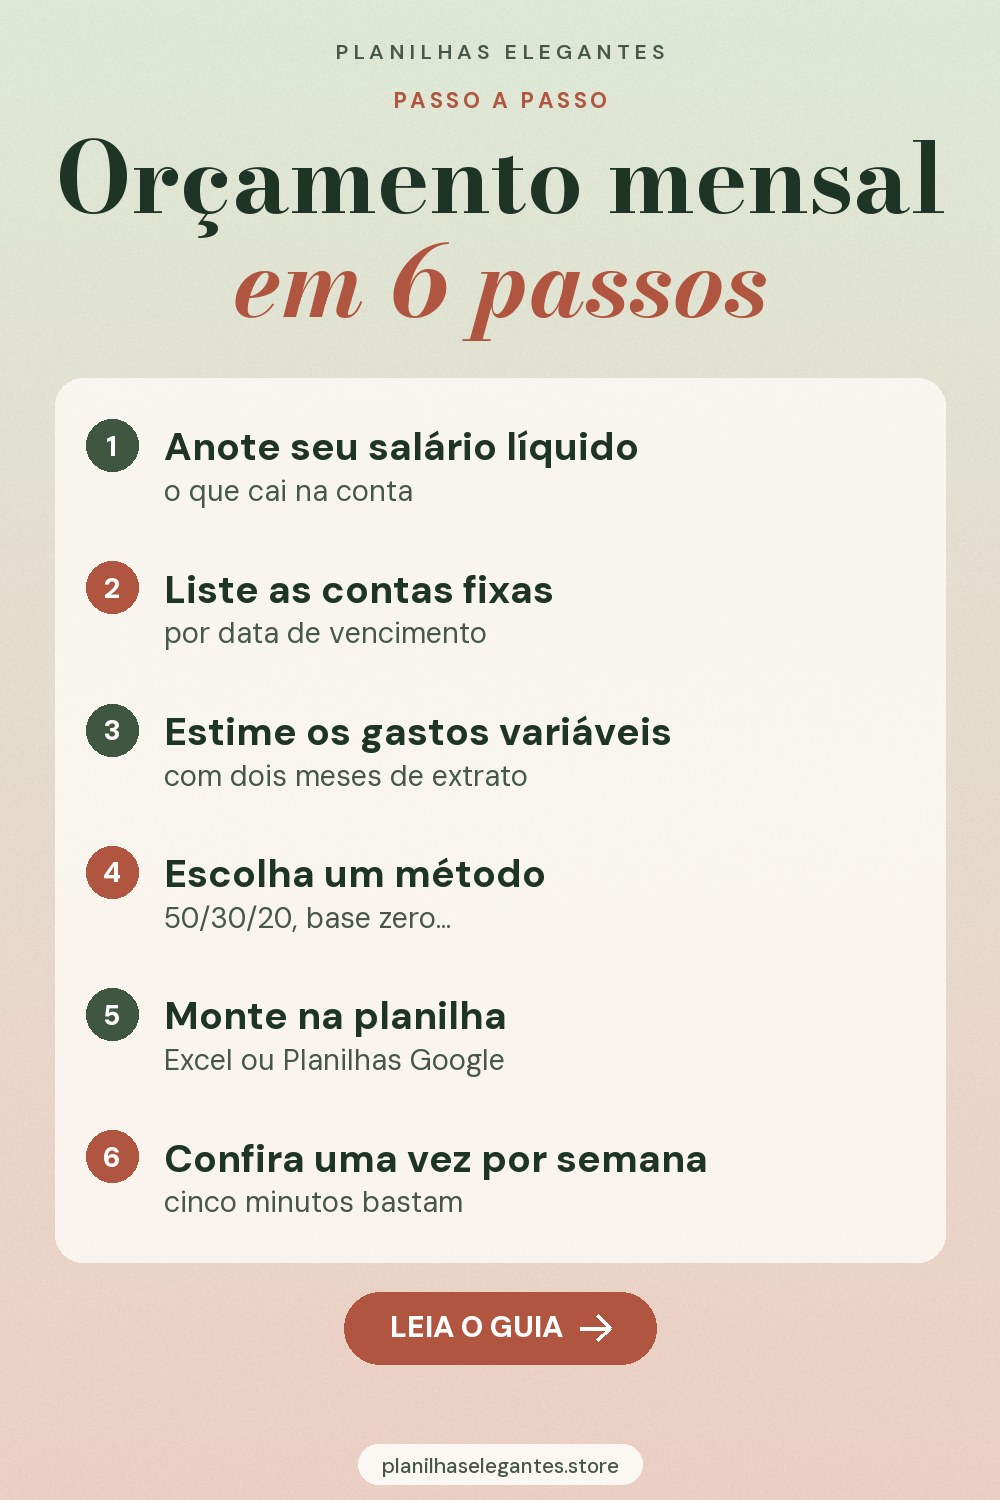 PLANILHAS ELEGANTES
PASSO A PASSO
Orçamento mensal
em 6 passos
1 Anote seu salário líquido
o que cai na conta
2 Liste as contas fixas
por data de vencimento
3 Estime os gastos variáveis
com dois meses de extrato
4 Escolha um método
50/30/20, base zero...
5 Monte na planilha
Excel ou Planilhas Google
6 Confira uma vez por semana
cinco minutos bastam
LEIA O GUIA →
planilhaselegantes.store